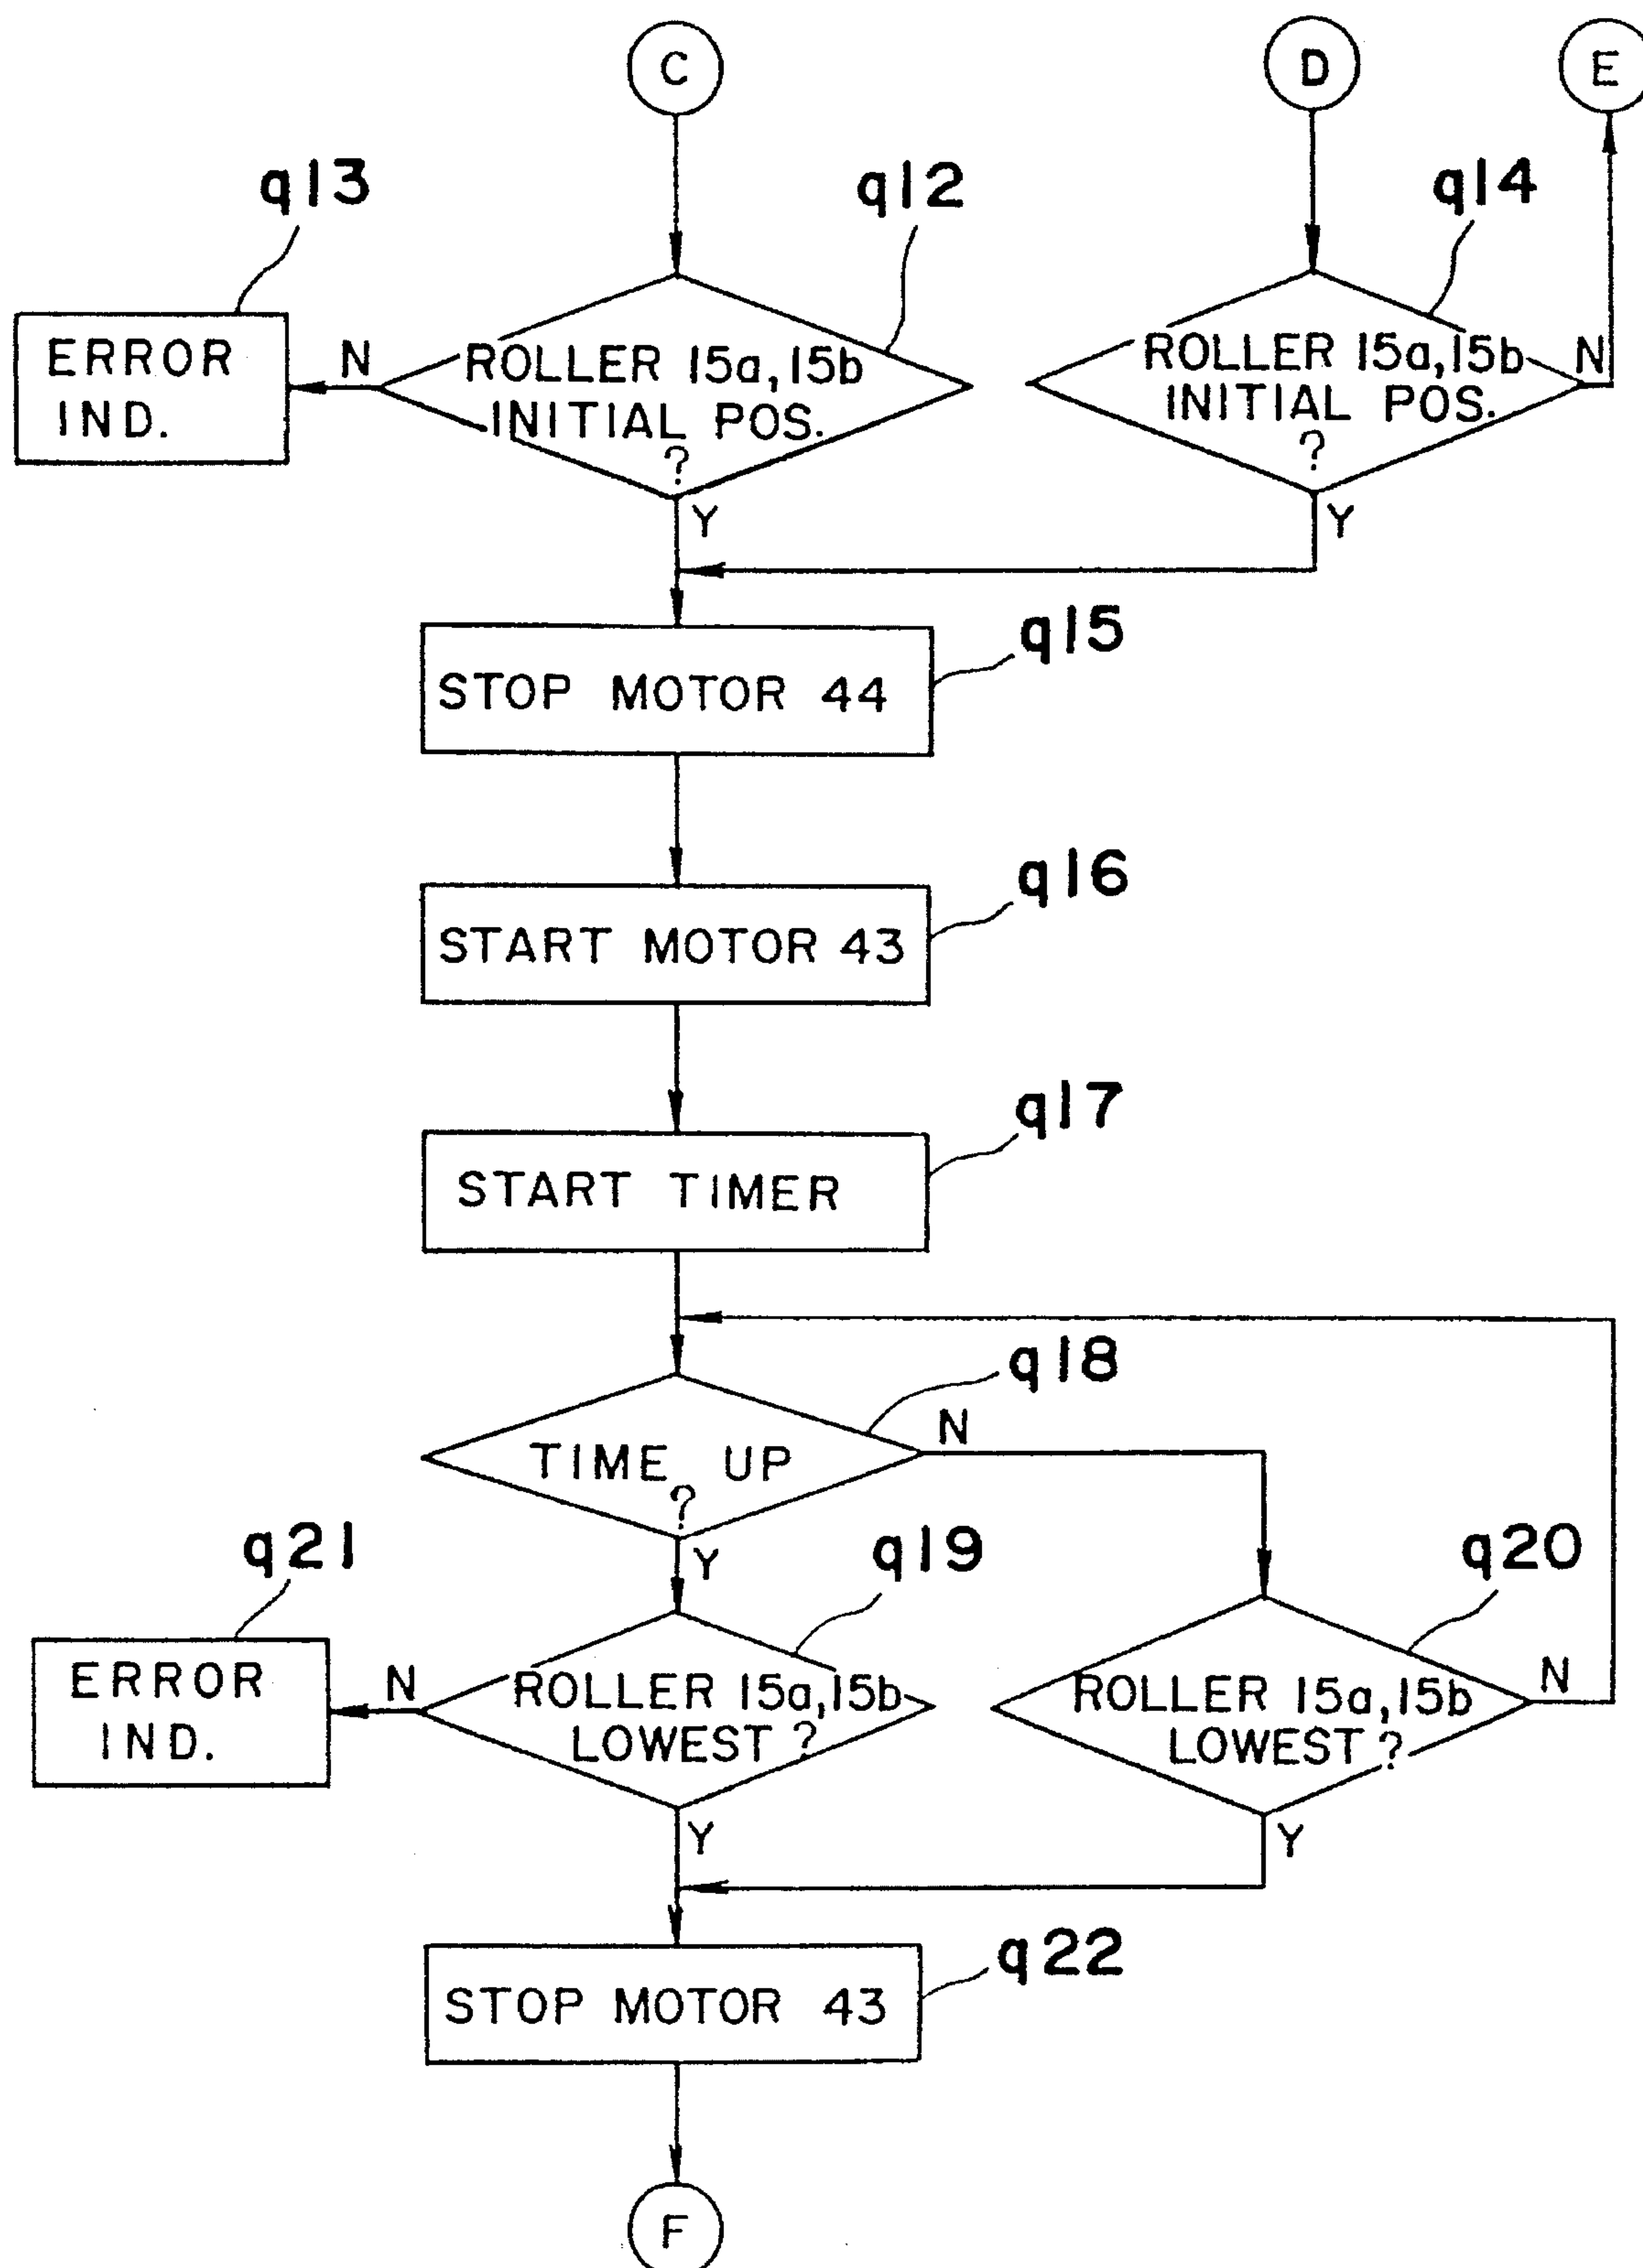 C
D
E
q13
q12
q14
ERROR
IND.
N
ROLLER 15a, 15b
INITIAL POS.
?
Y
ROLLER 15a, 15b
INITIAL POS.
?
N
Y
q15
STOP MOTOR 44
q16
START MOTOR 43
q17
START TIMER
q18
TIME UP
?
N
Y
q21
q19
q20
ERROR
IND.
N
ROLLER 15a, 15b
LOWEST ?
Y
ROLLER 15a, 15b
LOWEST ?
N
Y
q22
STOP MOTOR 43
F